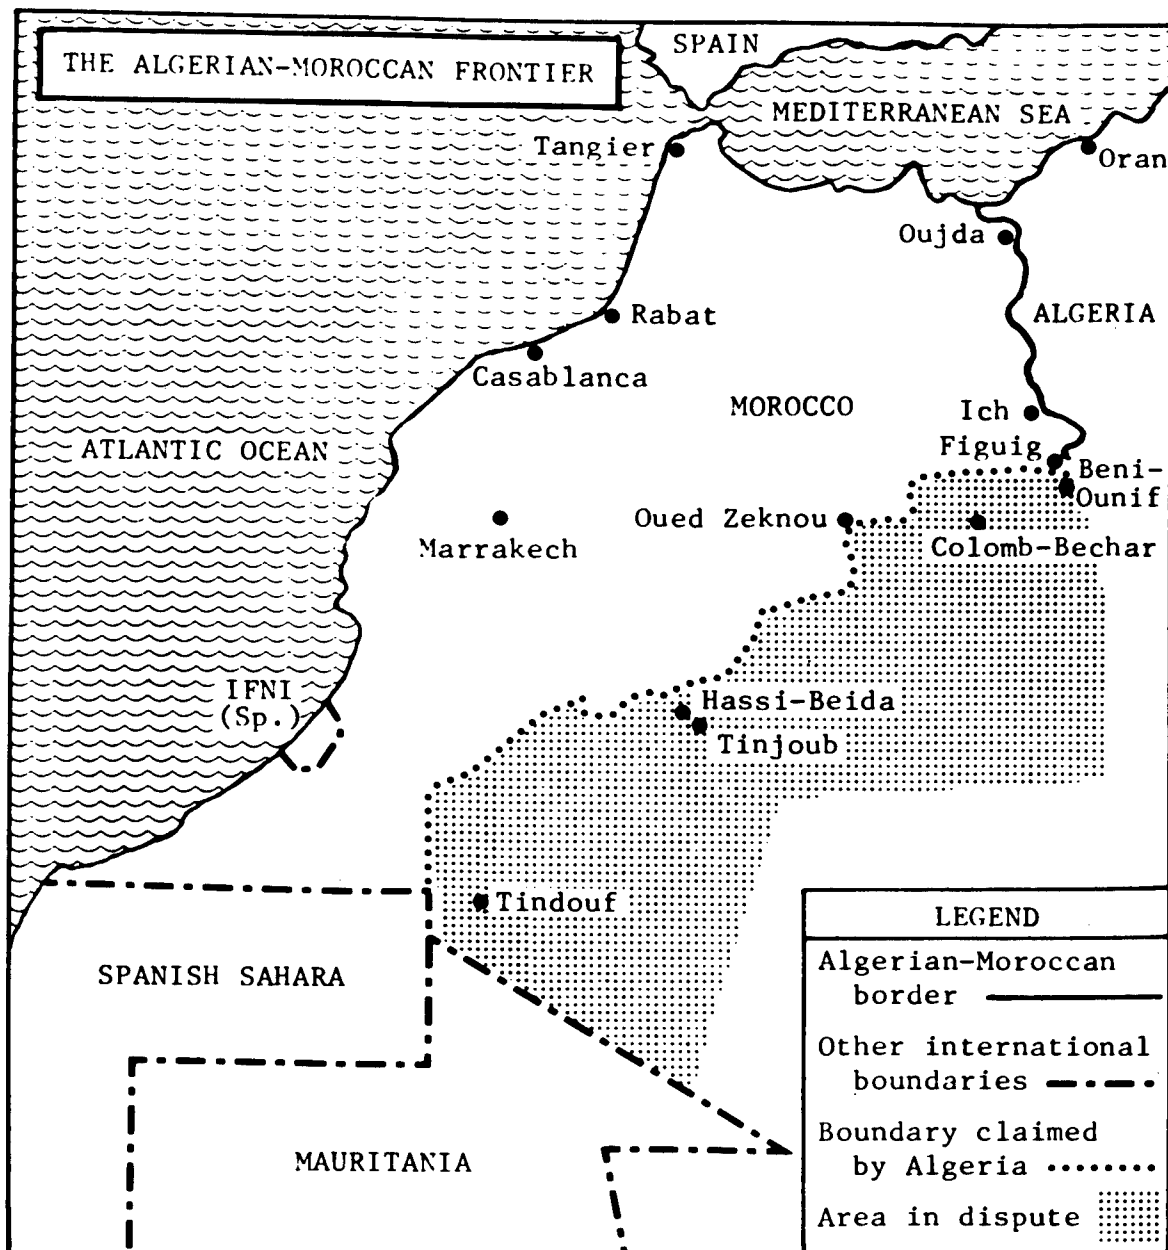 THE ALGERIAN-MOROCCAN FRONTIER
SPAIN
MEDITERRANEAN SEA
Tangier
Oran
Oujda
Rabat
ALGERIA
Casablanca
MOROCCO
Ich
ATLANTIC OCEAN
Figuig
Beni-
Ounif
Oued Zeknou
Marrakech
Colomb-Bechar
IFNI
(Sp.)
Hassi-Beida
Tinjoub
Tindouf
SPANISH SAHARA
MAURITANIA
LEGEND
Algerian-Moroccan
border
Other international
boundaries
Boundary claimed
by Algeria
Area in dispute